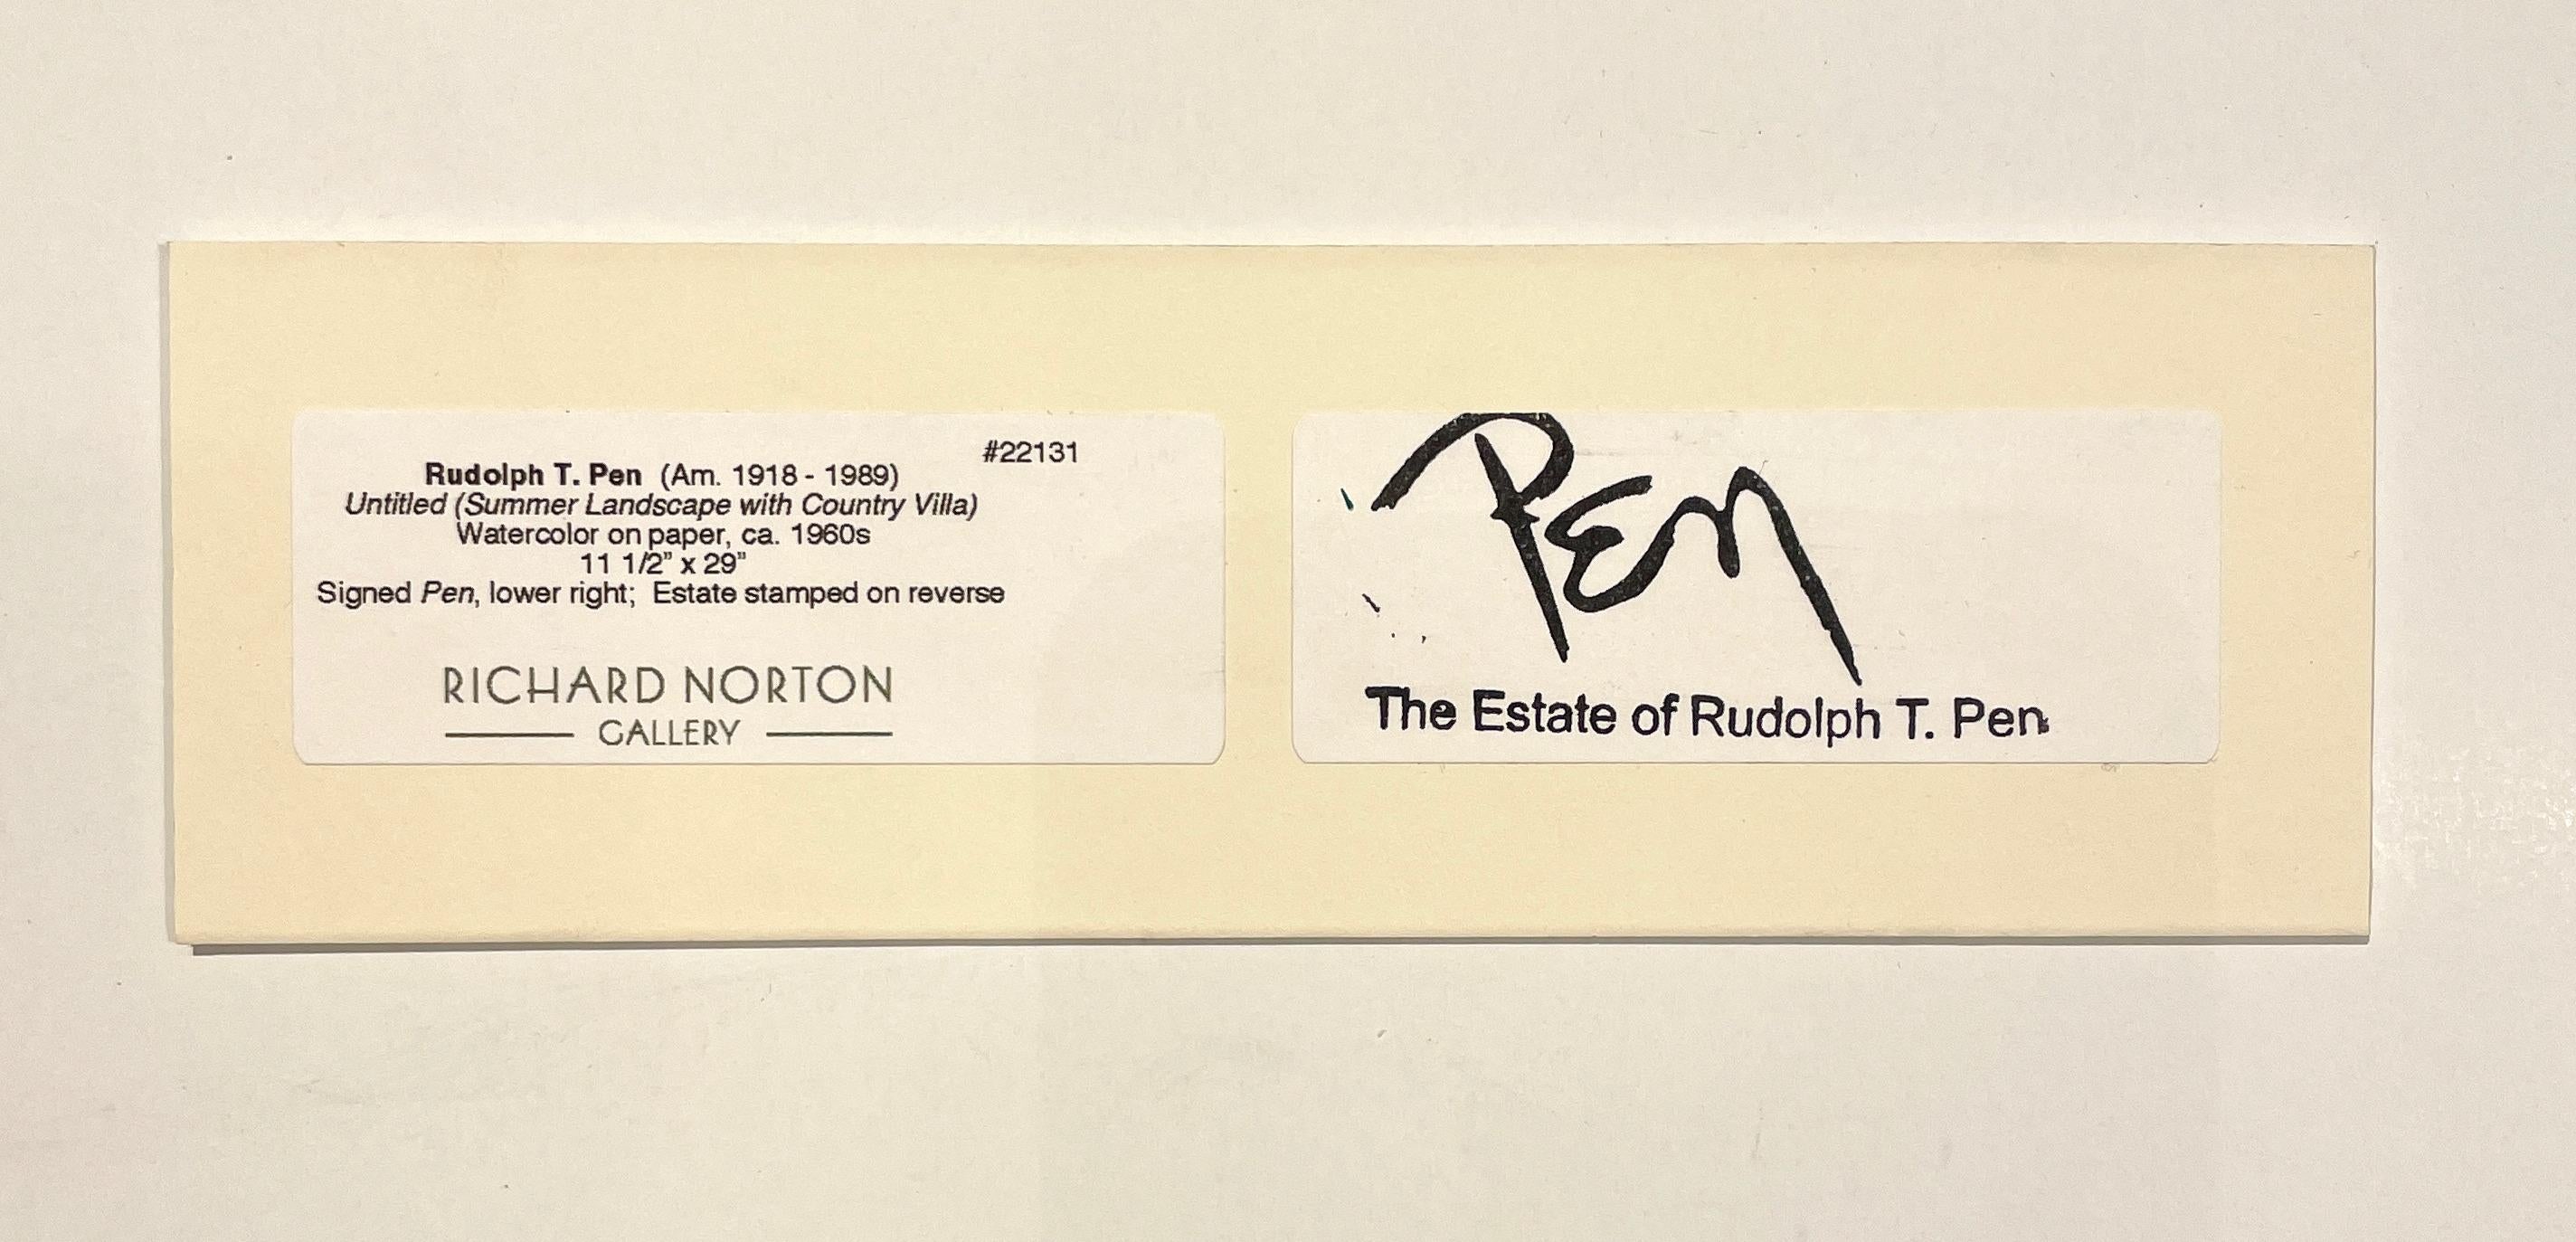 #22131
Rudolph T. Pen (Am. 1918 - 1989)
Untitled (Summer Landscape with Country Villa)
Watercolor on paper, ca. 1960s
11 1/2" x 29"
Signed Pen, lower right; Estate stamped on reverse
RICHARD NORTON
GALLERY
Pen
The Estate of Rudolph T. Pen